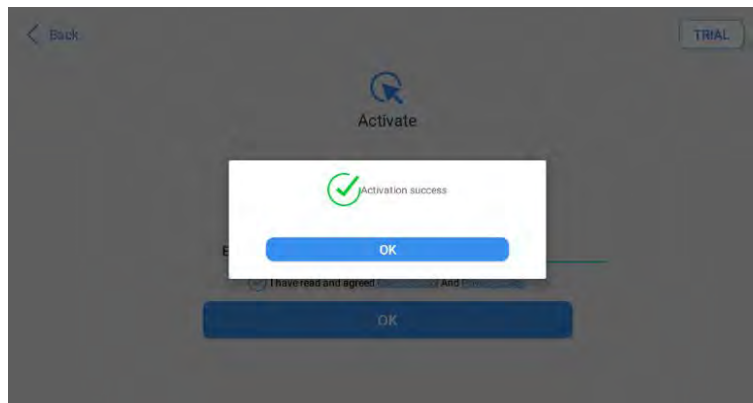 Back
TRIAL
Activate
Activation success
OK
I have read and agreed And
OK